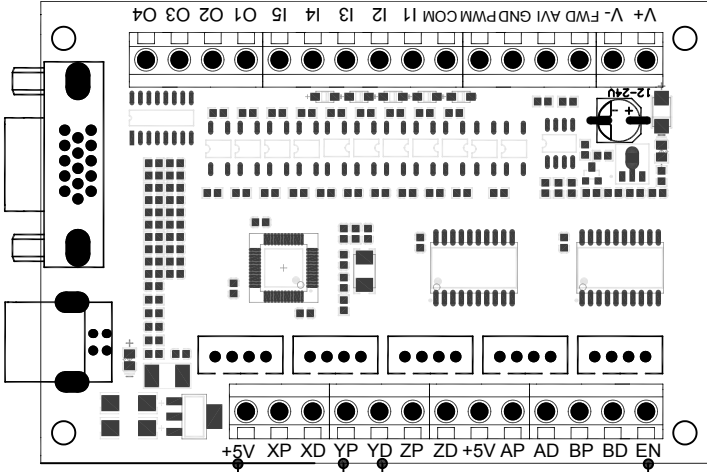 O4 O3 O2 O1 I5 I4 I3 I2 I1 COM PWM GND AVI FWD V- V+
12-24V
+5V XP XD YP YD ZP ZD +5V AP AD BP BD EN